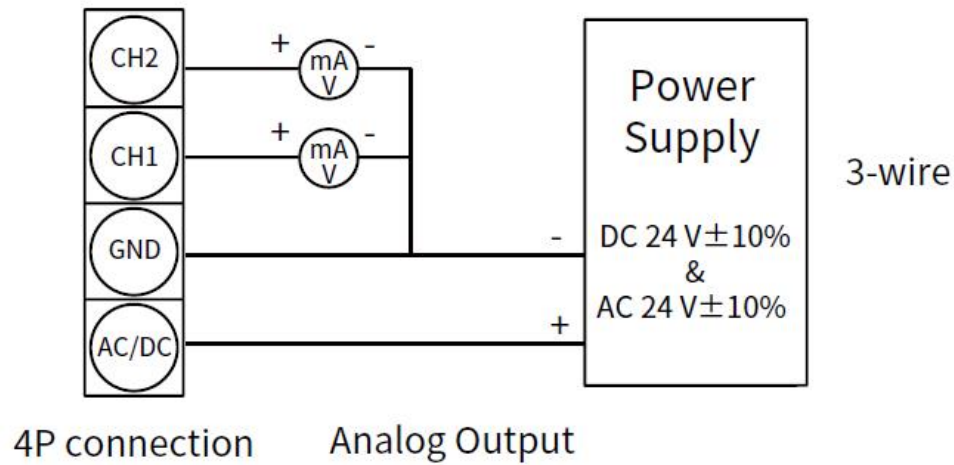 CH2
+
-
mA
V
CH1
+
-
mA
V
GND
-
AC/DC
+
Power
Supply
DC 24 V±10%
&
AC 24 V±10%
3-wire
4P connection
Analog Output